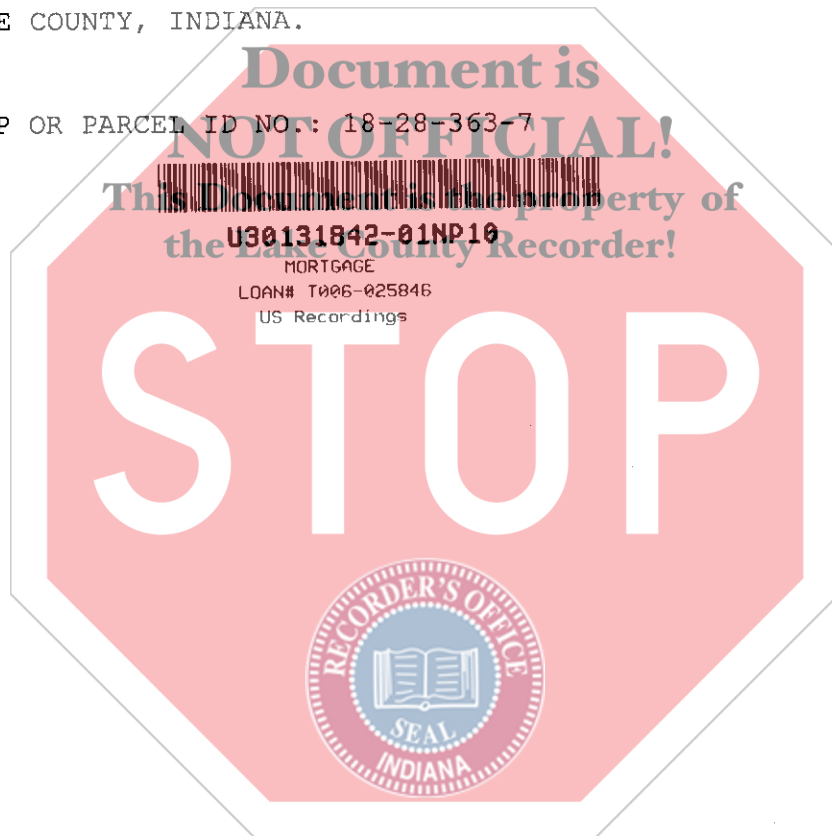 E COUNTY, INDIANA.
Document is
P OR PARCEL ID NO.: 18-28-363-7
NOT OFFICIAL!
This Document is the property of
U30131842-01NP10
the Lake County Recorder!
MORTGAGE
LOAN# T006-025846
US Recordings
STOP
RECORDER'S OFFICE
SEAL
INDIANA